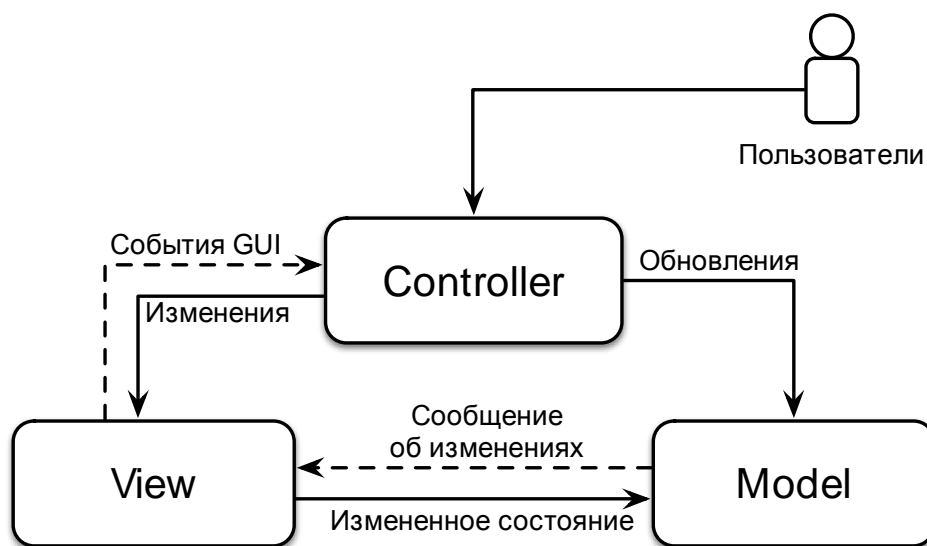 Пользователи
События GUI
Controller
Обновления
Изменения
Сообщение
об изменениях
View
Model
Измененное состояние